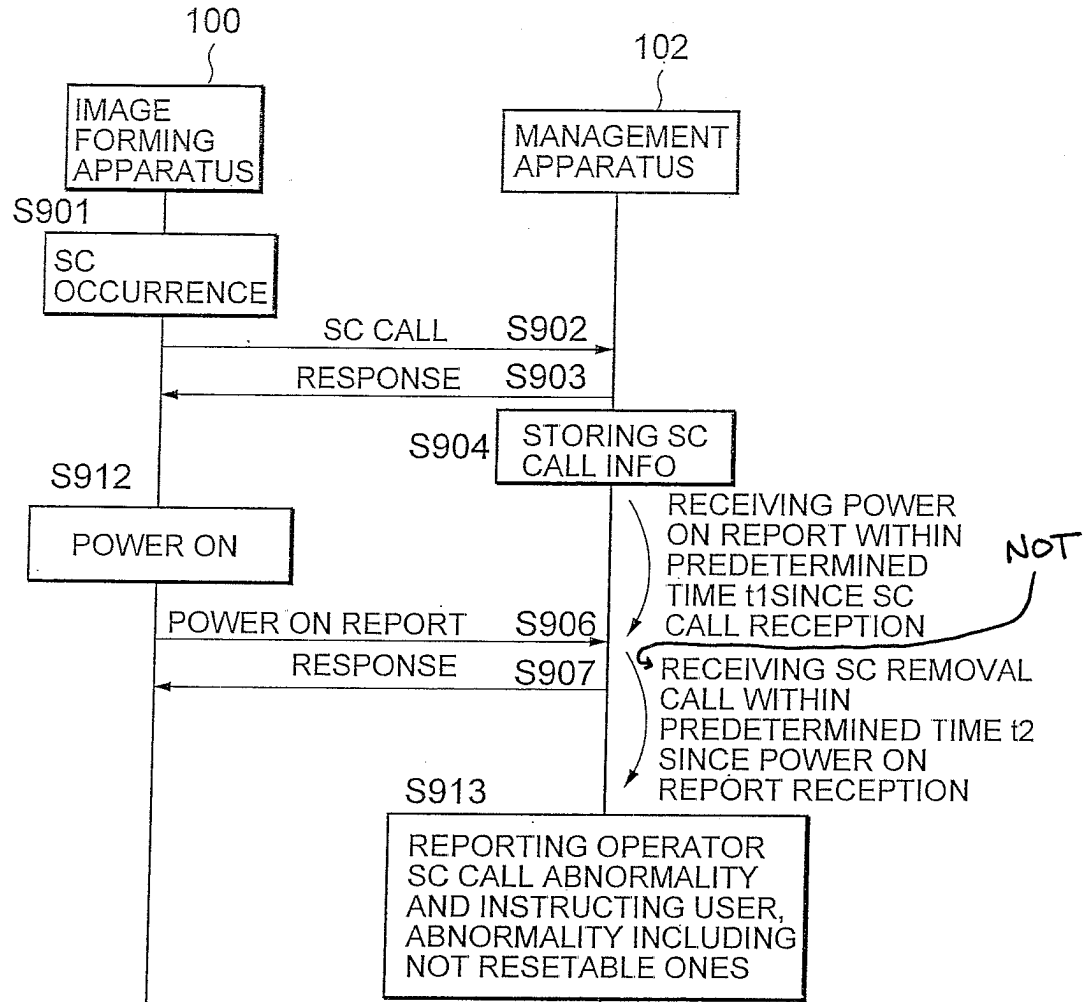 100
102
IMAGE
FORMING
APPARATUS
MANAGEMENT
APPARATUS
S901
SC
OCCURRENCE
SC CALL S902
RESPONSE S903
S904
STORING SC
CALL INFO
S912
POWER ON
RECEIVING POWER
ON REPORT WITHIN
PREDETERMINED
TIME t1SINCE SC
CALL RECEPTION
NOT
POWER ON REPORT S906
RESPONSE S907
RECEIVING SC REMOVAL
CALL WITHIN
PREDETERMINED TIME t2
SINCE POWER ON
REPORT RECEPTION
S913
REPORTING OPERATOR
SC CALL ABNORMALITY
AND INSTRUCTING USER,
ABNORMALITY INCLUDING
NOT RESETABLE ONES